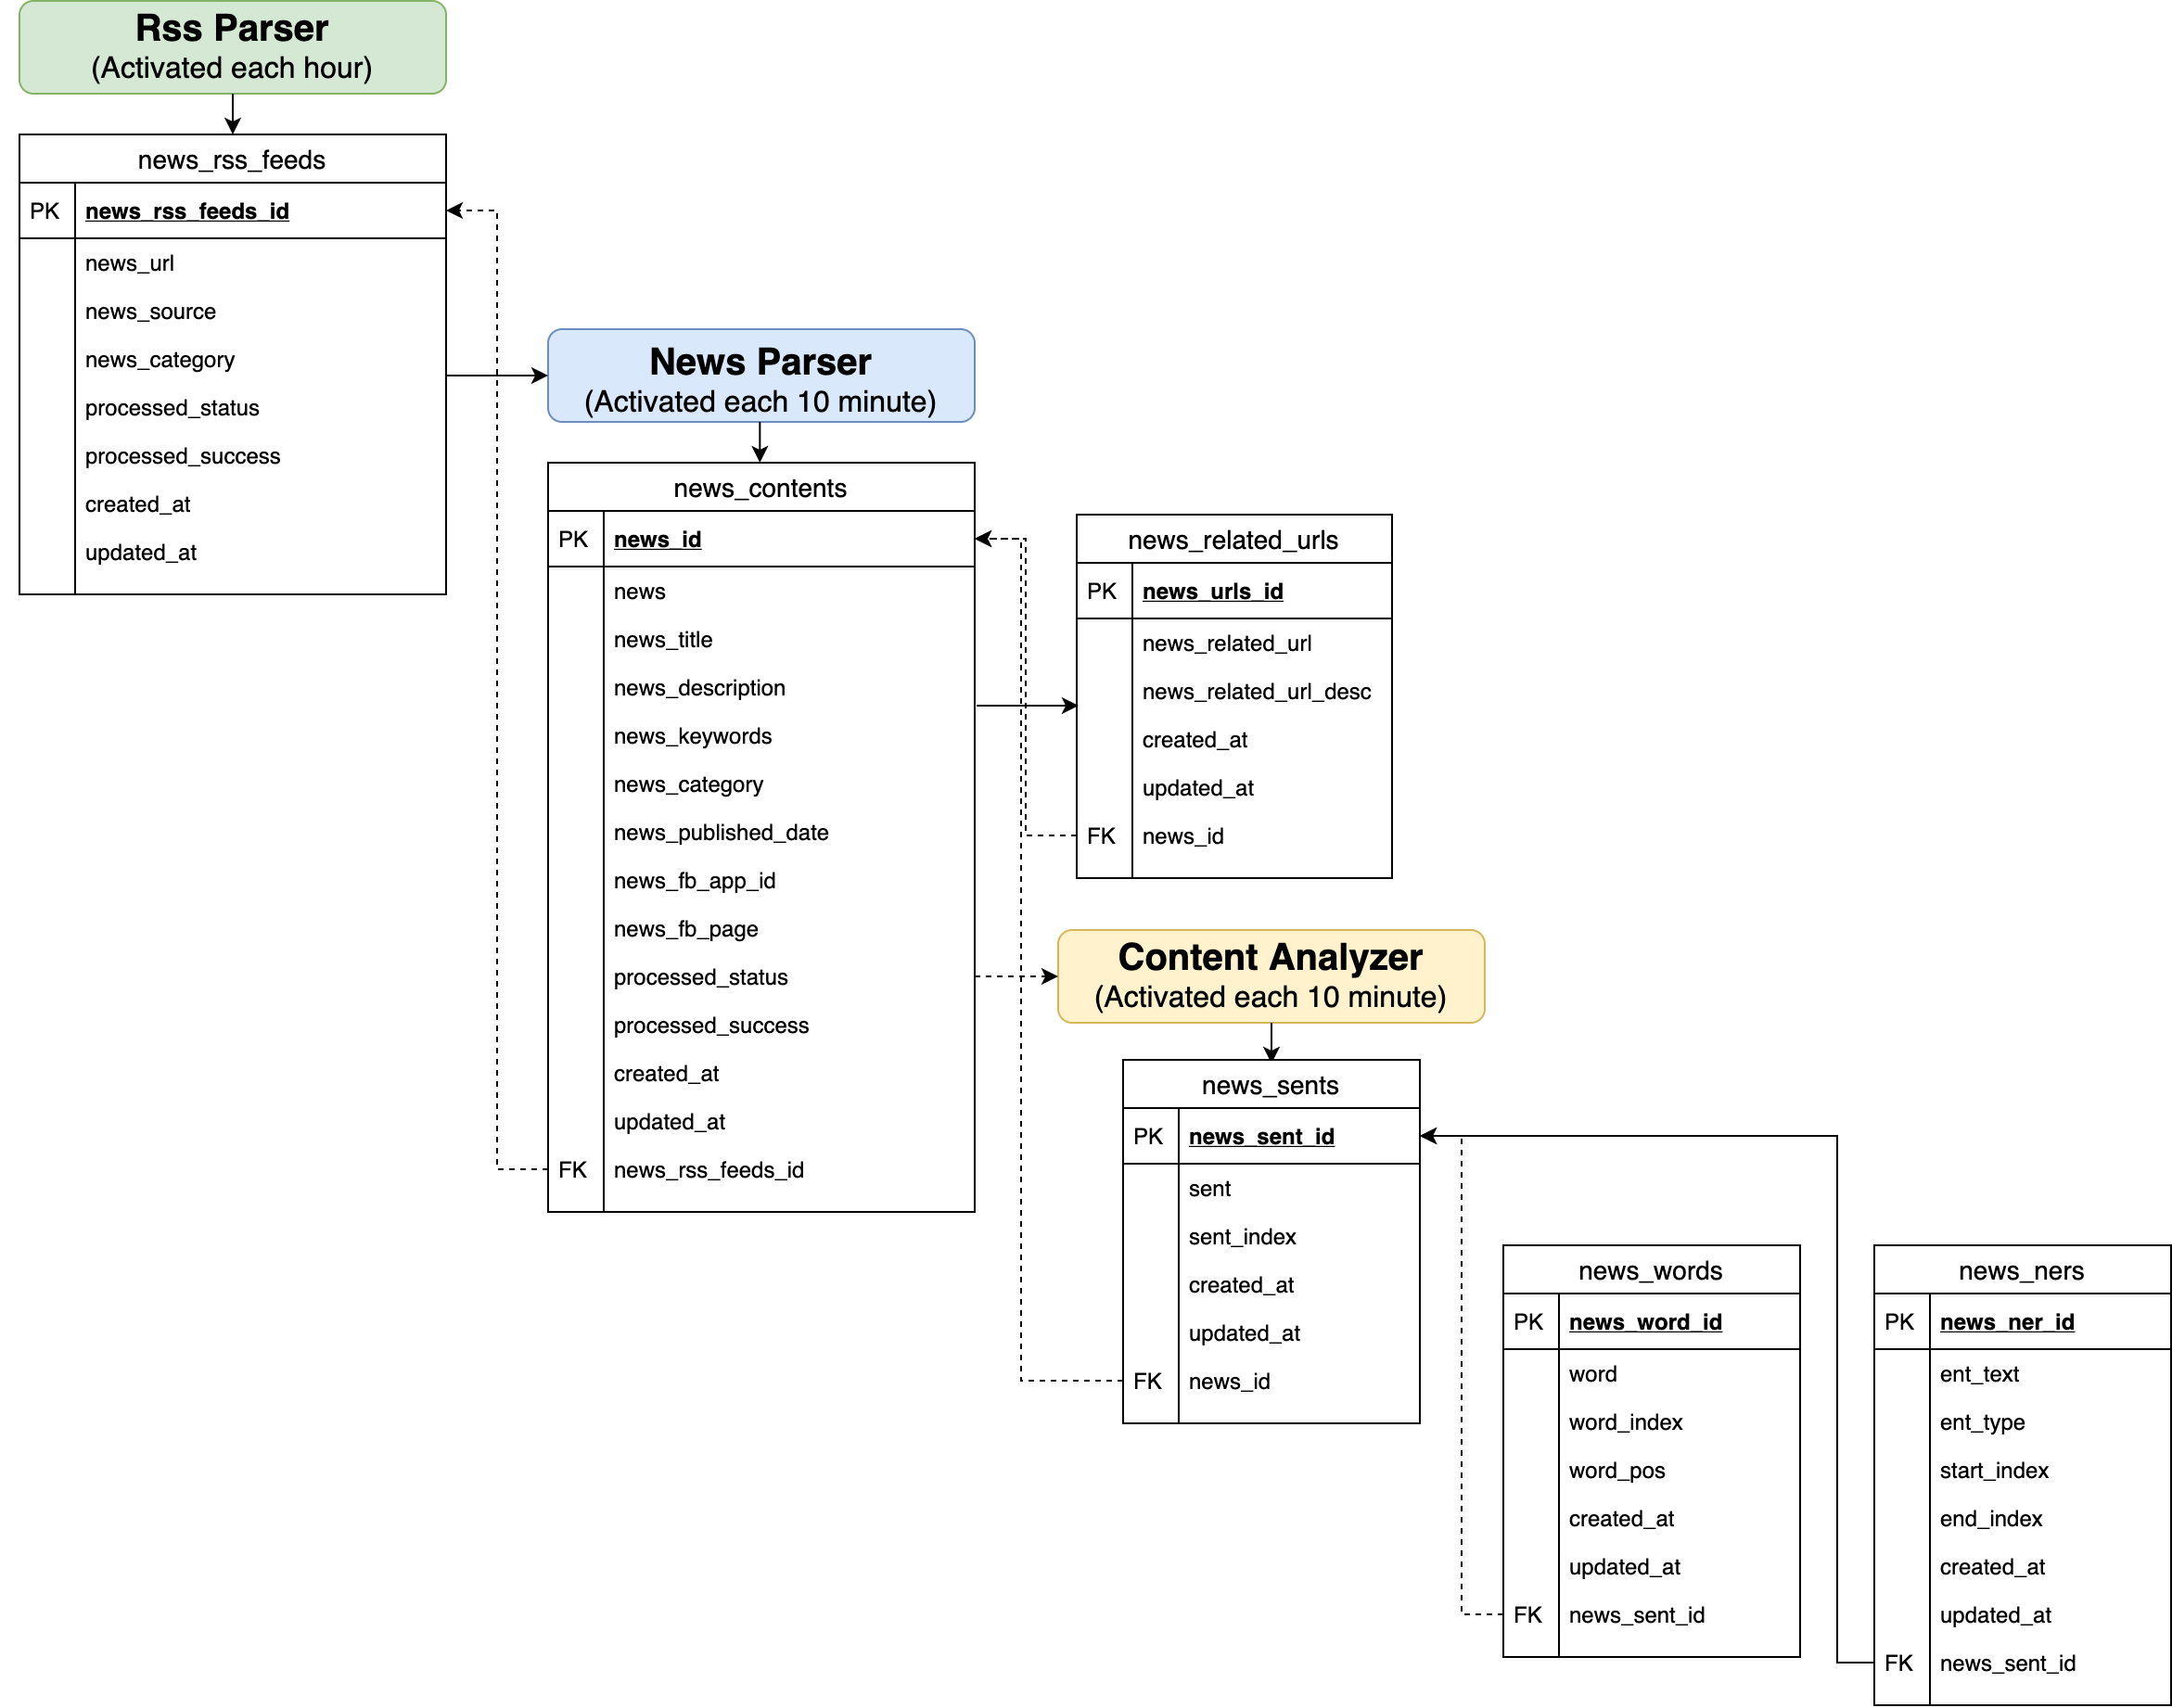 Rss Parser
(Activated each hour)
news_rss_feeds
PK news_rss_feeds_id
news_url
news_source
news_category
processed_status
processed_success
created_at
updated_at
News Parser
(Activated each 10 minute)
news_contents
PK news_id
news
news_title
news_description
news_keywords
news_category
news_published_date
news_fb_app_id
news_fb_page
processed_status
processed_success
created_at
updated_at
FK news_rss_feeds_id
news_related_urls
PK news_urls_id
news_related_url
news_related_url_desc
created_at
updated_at
FK news_id
Content Analyzer
(Activated each 10 minute)
news_sents
PK news_sent_id
sent
sent_index
created_at
updated_at
FK news_id
news_words
PK news_word_id
word
word_index
word_pos
created_at
updated_at
FK news_sent_id
news_ners
PK news_ner_id
ent_text
ent_type
start_index
end_index
created_at
updated_at
FK news_sent_id